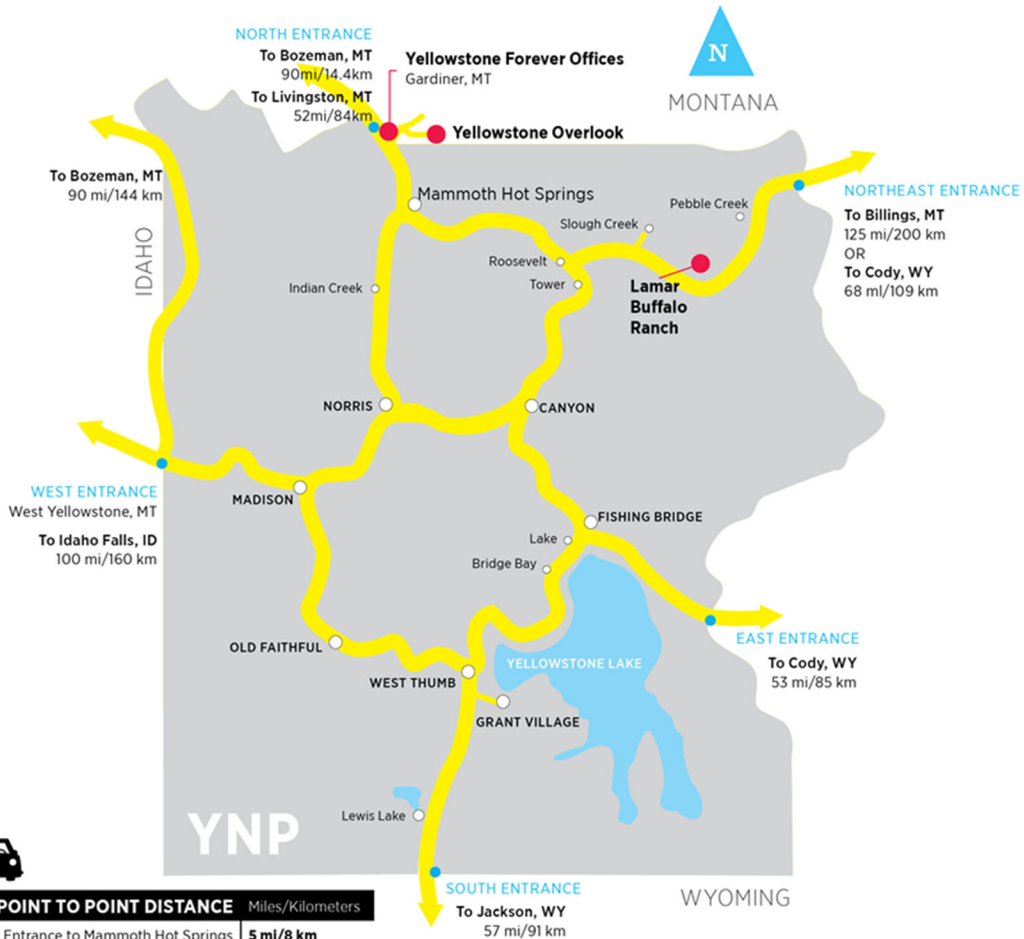 NORTH ENTRANCE
To Bozeman, MT
90mi/14.4km
To Livingston, MT
52mi/84km
Yellowstone Forever Offices
Gardiner, MT
Yellowstone Overlook
N
MONTANA
To Bozeman, MT
90 mi/144 km
IDAHO
Mammoth Hot Springs
Slough Creek
Pebble Creek
NORTHEAST ENTRANCE
To Billings, MT
125 mi/200 km
OR
To Cody, WY
68 ml/109 km
Roosevelt
Tower
Indian Creek
Lamar
Buffalo
Ranch
NORRIS
CANYON
WEST ENTRANCE
West Yellowstone, MT
To Idaho Falls, ID
100 mi/160 km
MADISON
FISHING BRIDGE
Lake
Bridge Bay
EAST ENTRANCE
To Cody, WY
53 mi/85 km
OLD FAITHFUL
YELLOWSTONE LAKE
WEST THUMB
GRANT VILLAGE
Lewis Lake
YNP
SOUTH ENTRANCE
To Jackson, WY
57 mi/91 km
WYOMING
POINT TO POINT DISTANCE Miles/Kilometers
Entrance to Mammoth Hot Springs 5 mi/8 km